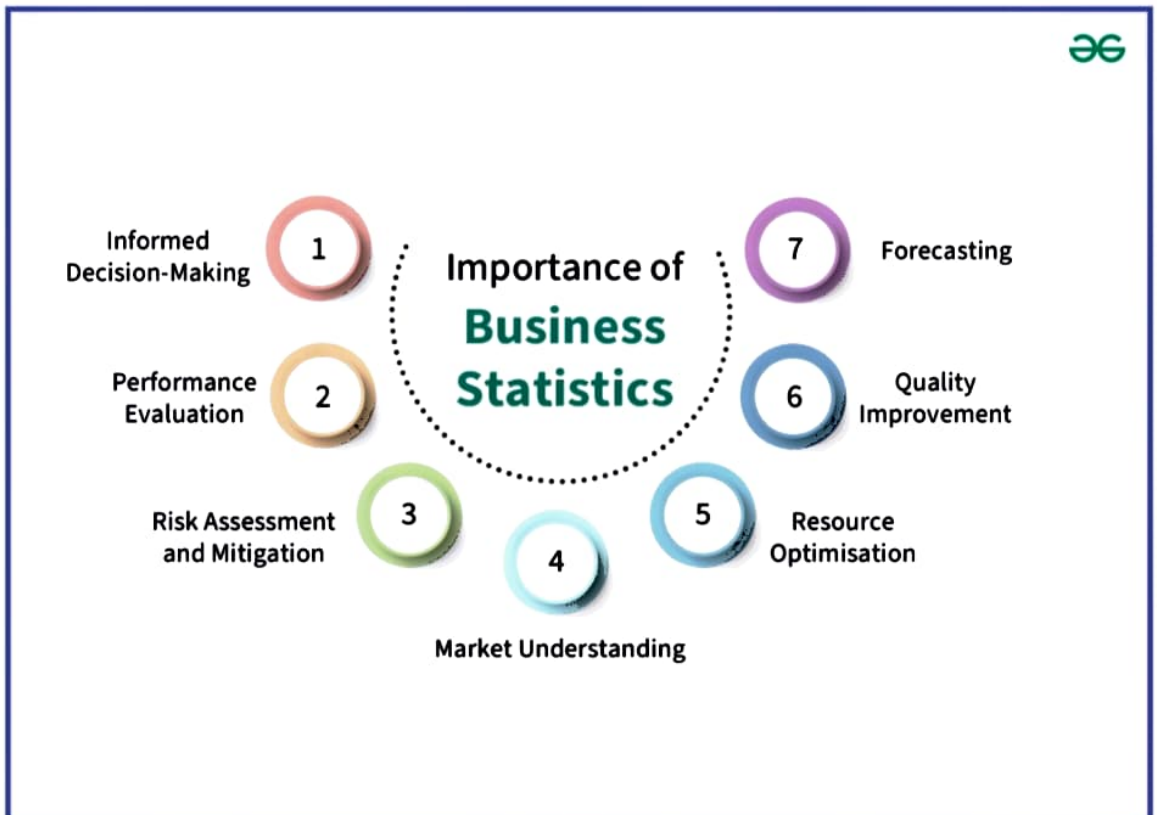 Importance of
Business
Statistics
1
Informed
Decision-Making
2
Performance
Evaluation
3
Risk Assessment
and Mitigation
4
Market Understanding
5
Resource
Optimisation
6
Quality
Improvement
7
Forecasting